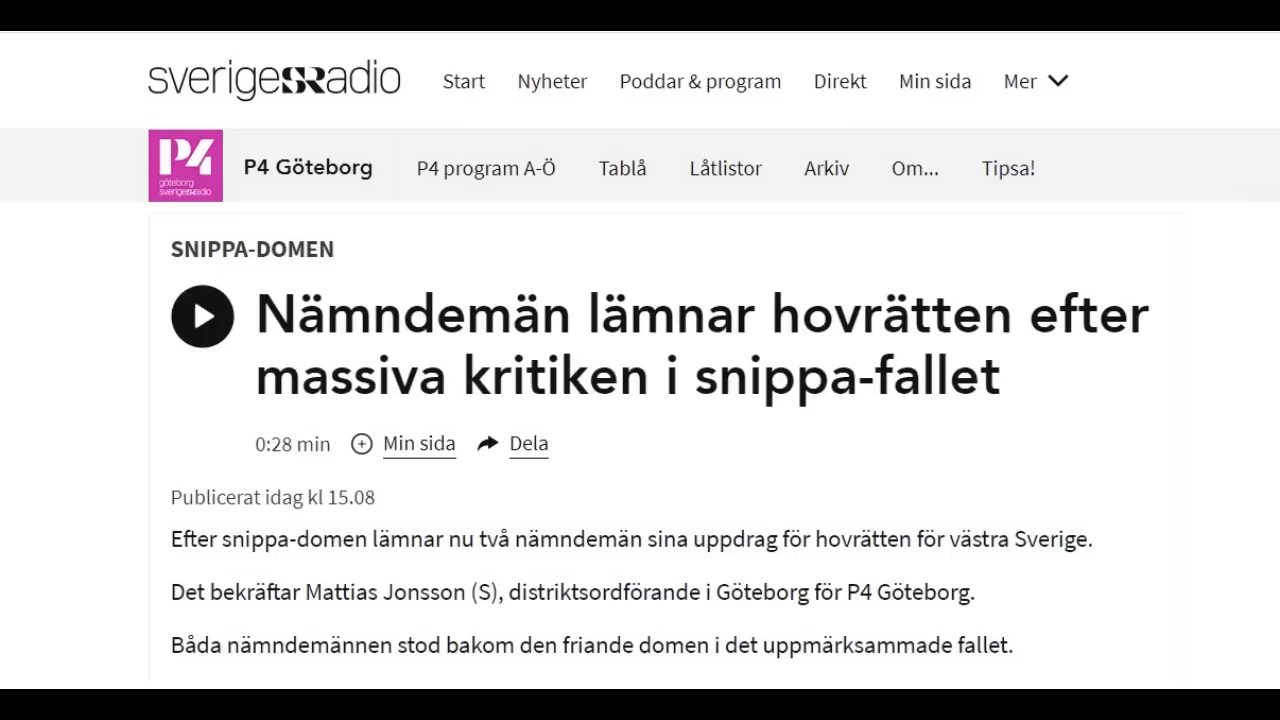 sverigesRadio
Start Nyheter Poddar & program Direkt Min sida Mer
P4
göteborg
sverigesRadio
P4 Göteborg P4 program A-Ö Tablå Låtlistor Arkiv Om... Tipsa!
SNIPPA-DOMEN
Nämndemän lämnar hovrätten efter
massiva kritiken i snippa-fallet
0:28 min Min sida Dela
Publicerat idag kl 15.08
Efter snippa-domen lämnar nu två nämndemän sina uppdrag för hovrätten för västra Sverige.
Det bekräftar Mattias Jonsson (S), distriktsordförande i Göteborg för P4 Göteborg.
Båda nämndemännen stod bakom den friande domen i det uppmärksammade fallet.